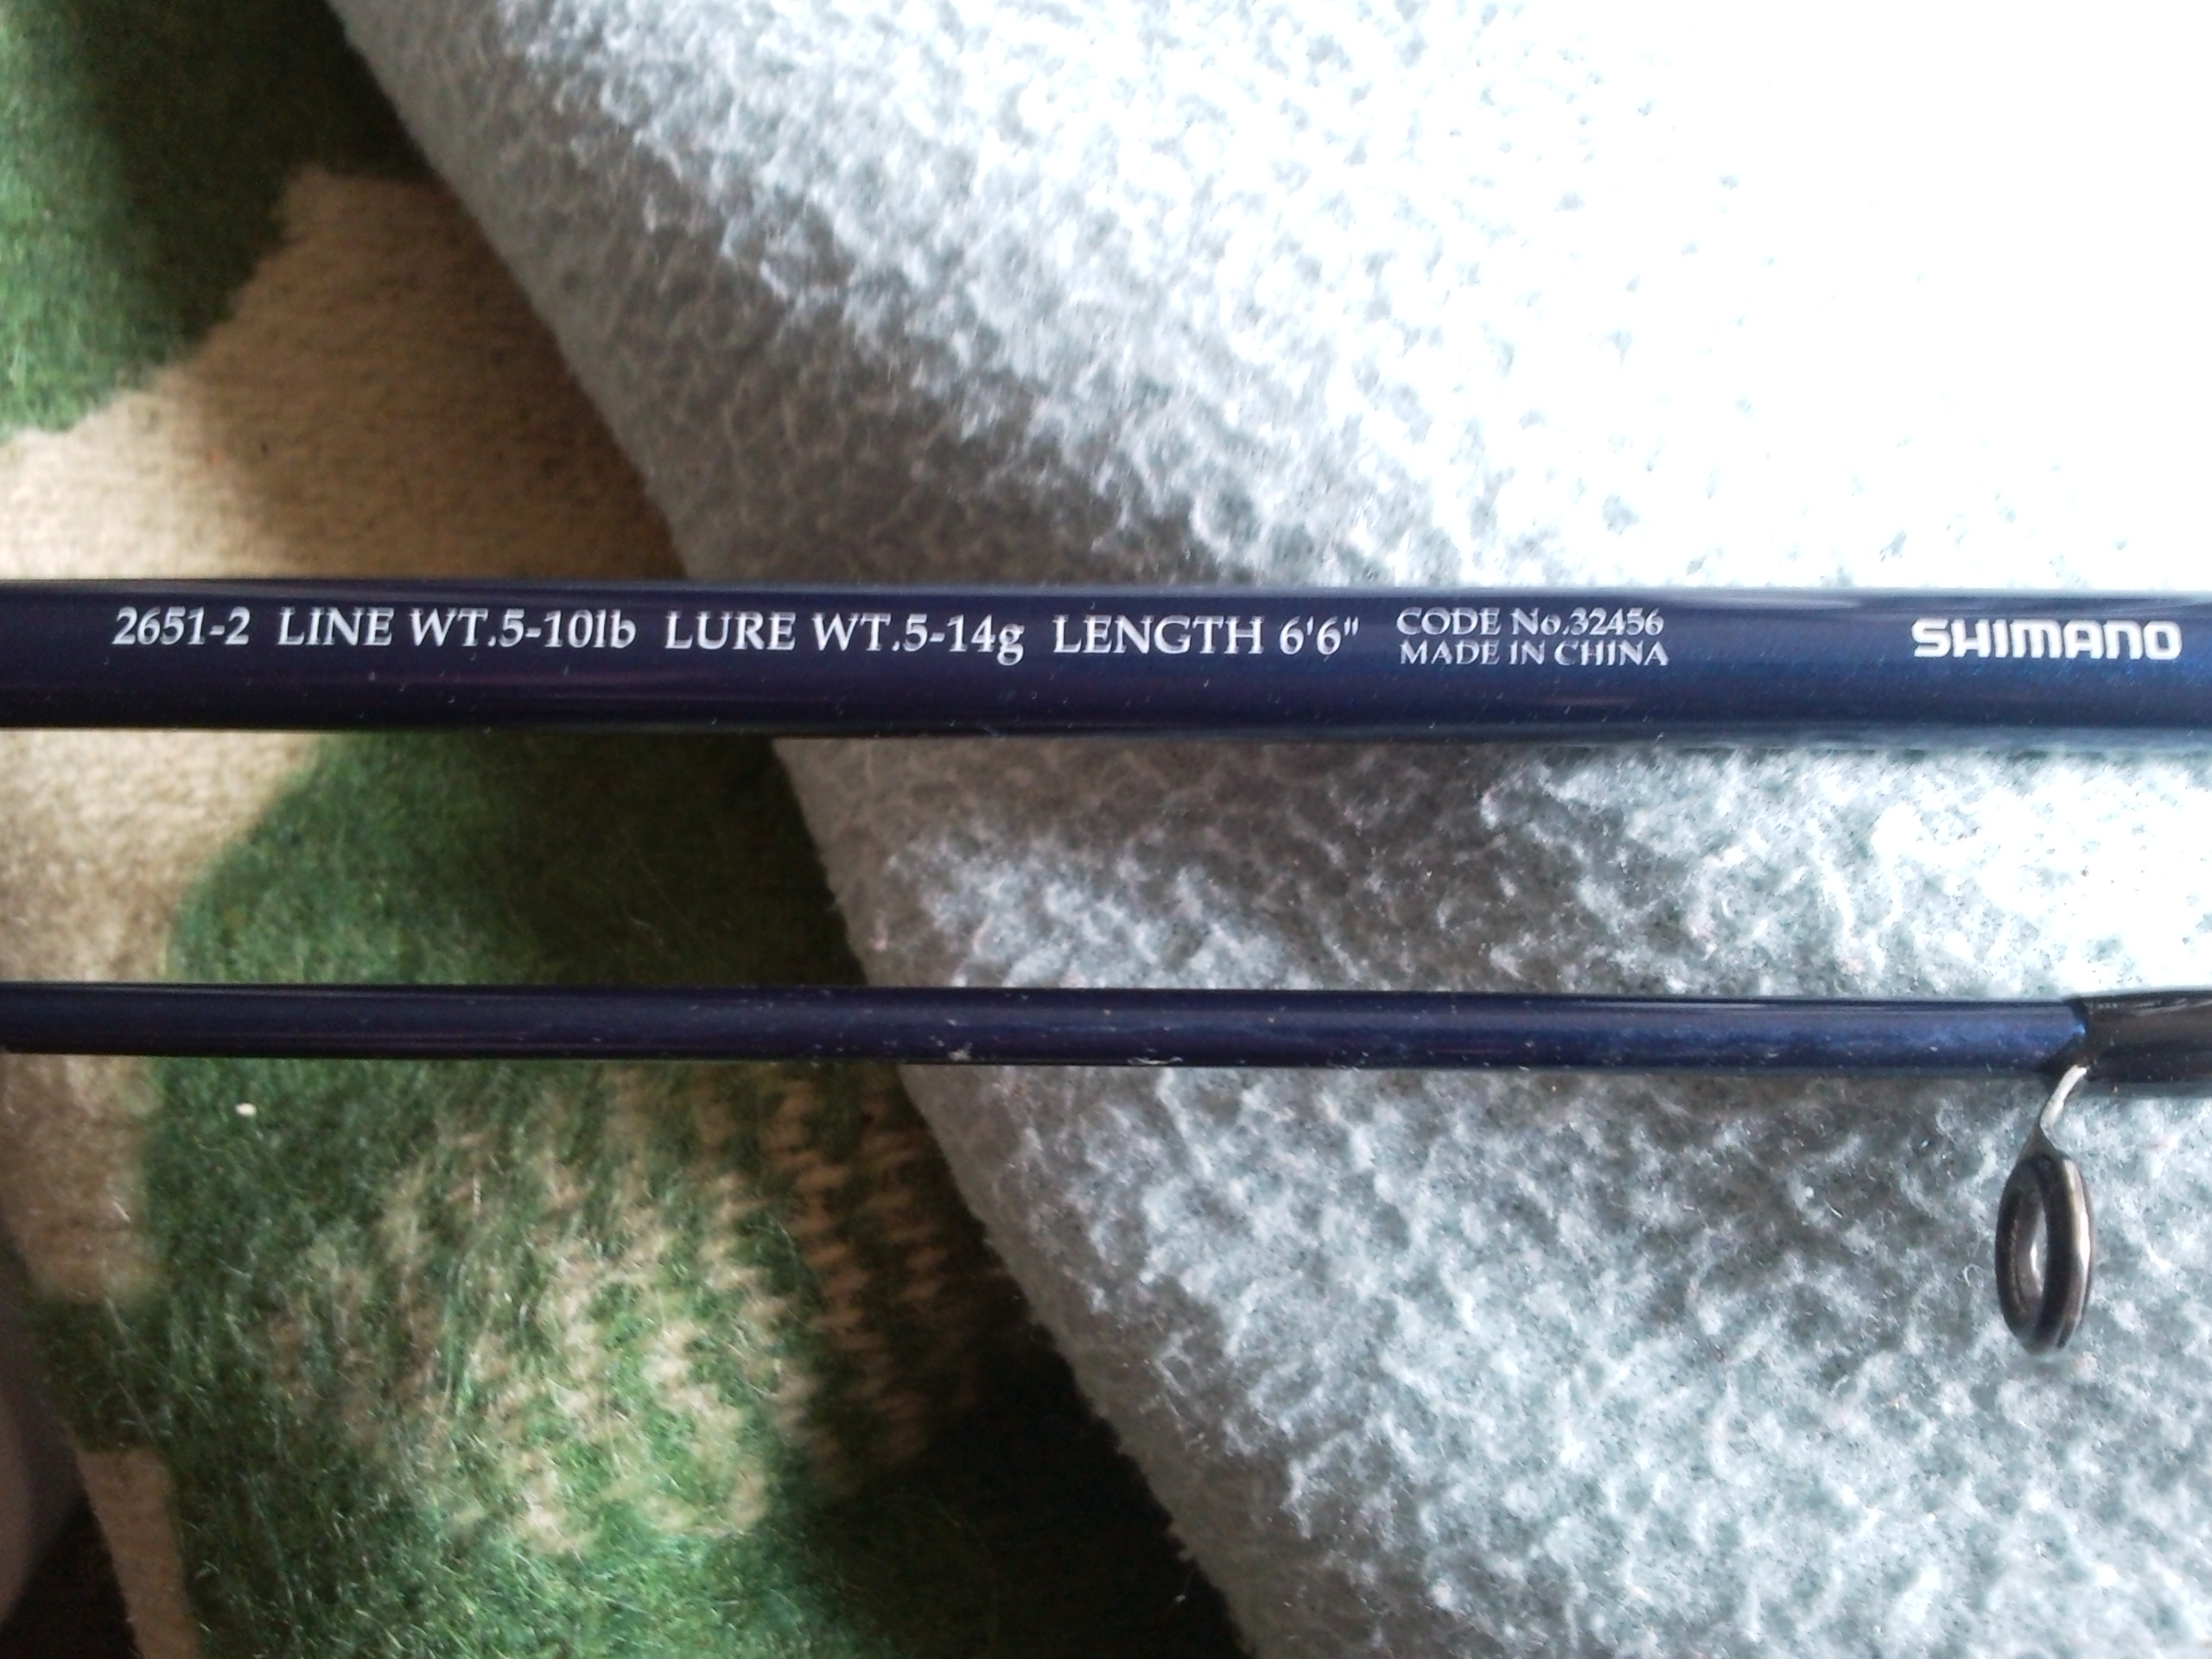 2651-2 LINE WT.5-10lb LURE WT.5-14g LENGTH 6'6"
CODE No.32456
MADE IN CHINA
SHIMANO